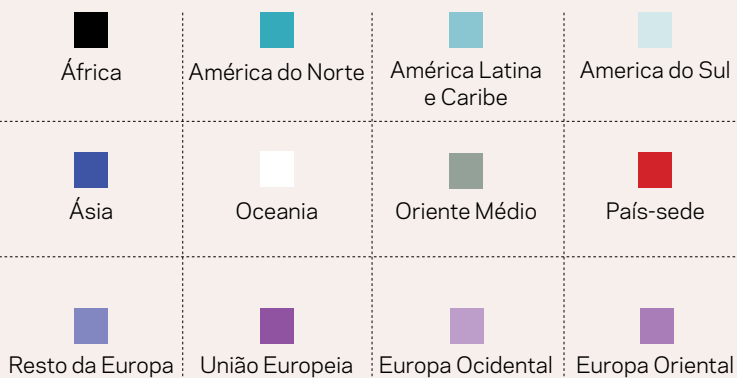 África
América do Norte
América Latina
e Caribe
America do Sul
Ásia
Oceania
Oriente Médio
País-sede
Resto da Europa
União Europeia
Europa Ocidental
Europa Oriental